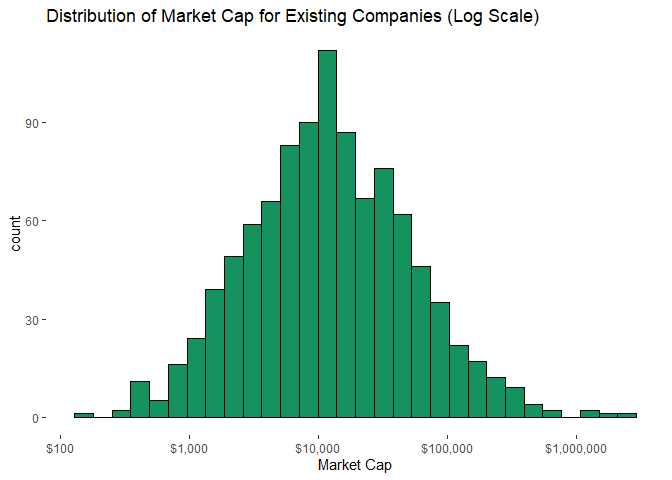 Distribution of Market Cap for Existing Companies (Log Scale)
count
90
60
30
0
$100 $1,000 $10,000 $100,000 $1,000,000
Market Cap